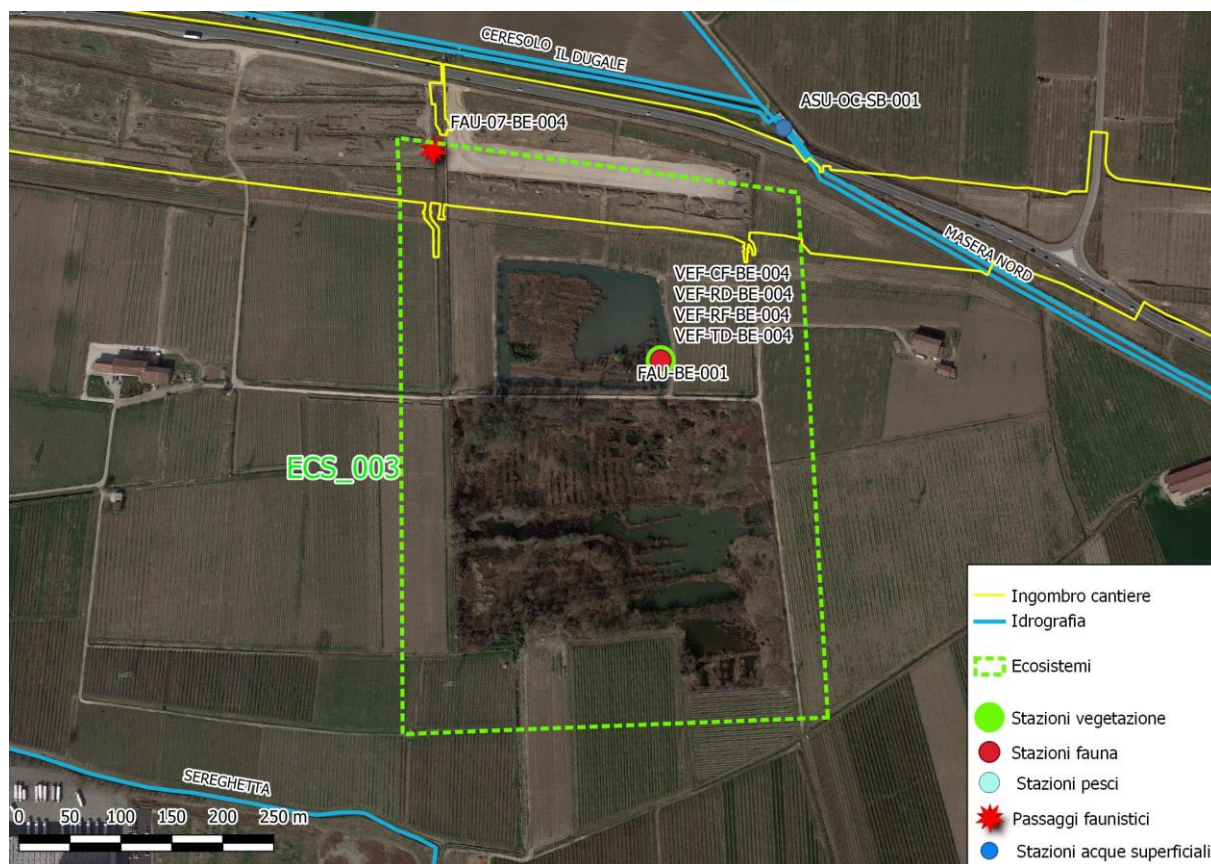 CERESOLO IL DUGALE
ASU-OC-SB-001
FAU-07-BE-004
MASERA NORD
VEF-CF-BE-004
VEF-RD-BE-004
VEF-RF-BE-004
VEF-TD-BE-004
FAU-BE-001
ECS_003
SEREGHETTA
0 50 100 150 200 250 m
Ingombro cantiere
Idrografia
Ecosistemi
Stazioni vegetazione
Stazioni fauna
Stazioni pesci
Passaggi faunistici
Stazioni acque superficiali